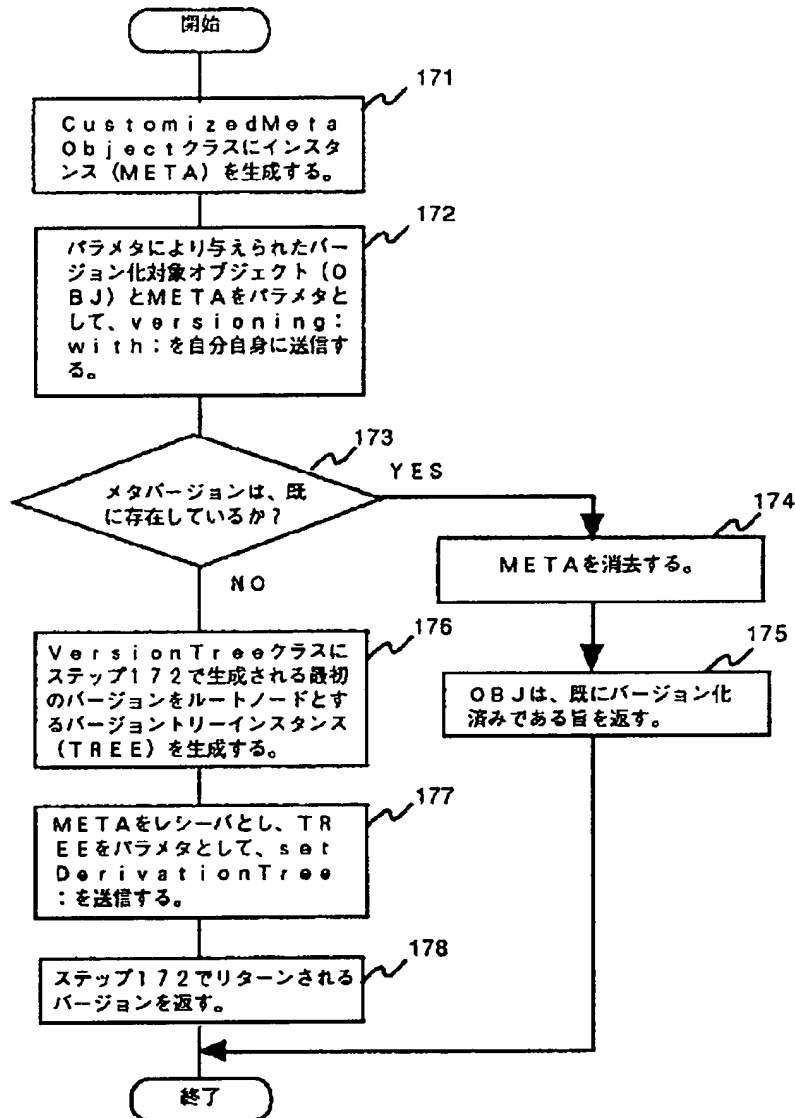 開始
171
CustomizedMeta
Objectクラスにインスタ
ンス(META)を生成する。
172
パラメタにより与えられたバー
ジョン化対象オブジェクト(O
BJ)とMETAをパラメタと
して、versioning:
with:を自分自身に送信す
る。
173
メタバージョンは、既
に存在しているか?
YES
NO
174
METAを消去する。
175
OBJは、既にバージョン化
済みである旨を返す。
176
VersionTreeクラスに
ステップ172で生成される最初
のバージョンをルートノードとす
るバージョントリーインスタンス
(TREE)を生成する。
177
METAをレシーバとし、TR
EEをパラメタとして、set
DerivationTree
:を送信する。
178
ステップ172でリターンされる
バージョンを返す。
終了